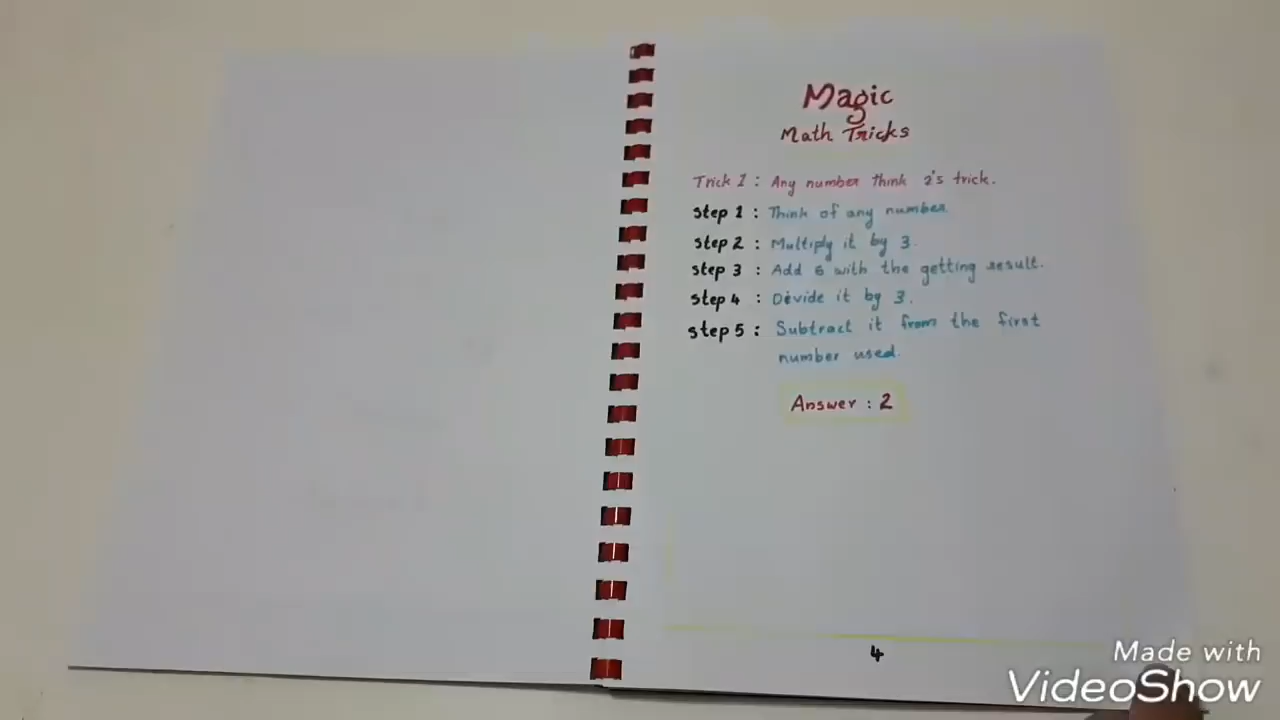 Magic
Math Tricks
Trick 1 : Any number think 2's trick.
Step 1 : Think of any number.
Step 2 : Multiply it by 3.
Step 3 : Add 6 with the getting result.
Step 4 : Devide it by 3.
Step 5 : Subtract it from the first
number used.
Answer : 2
4
Made with
VideoShow